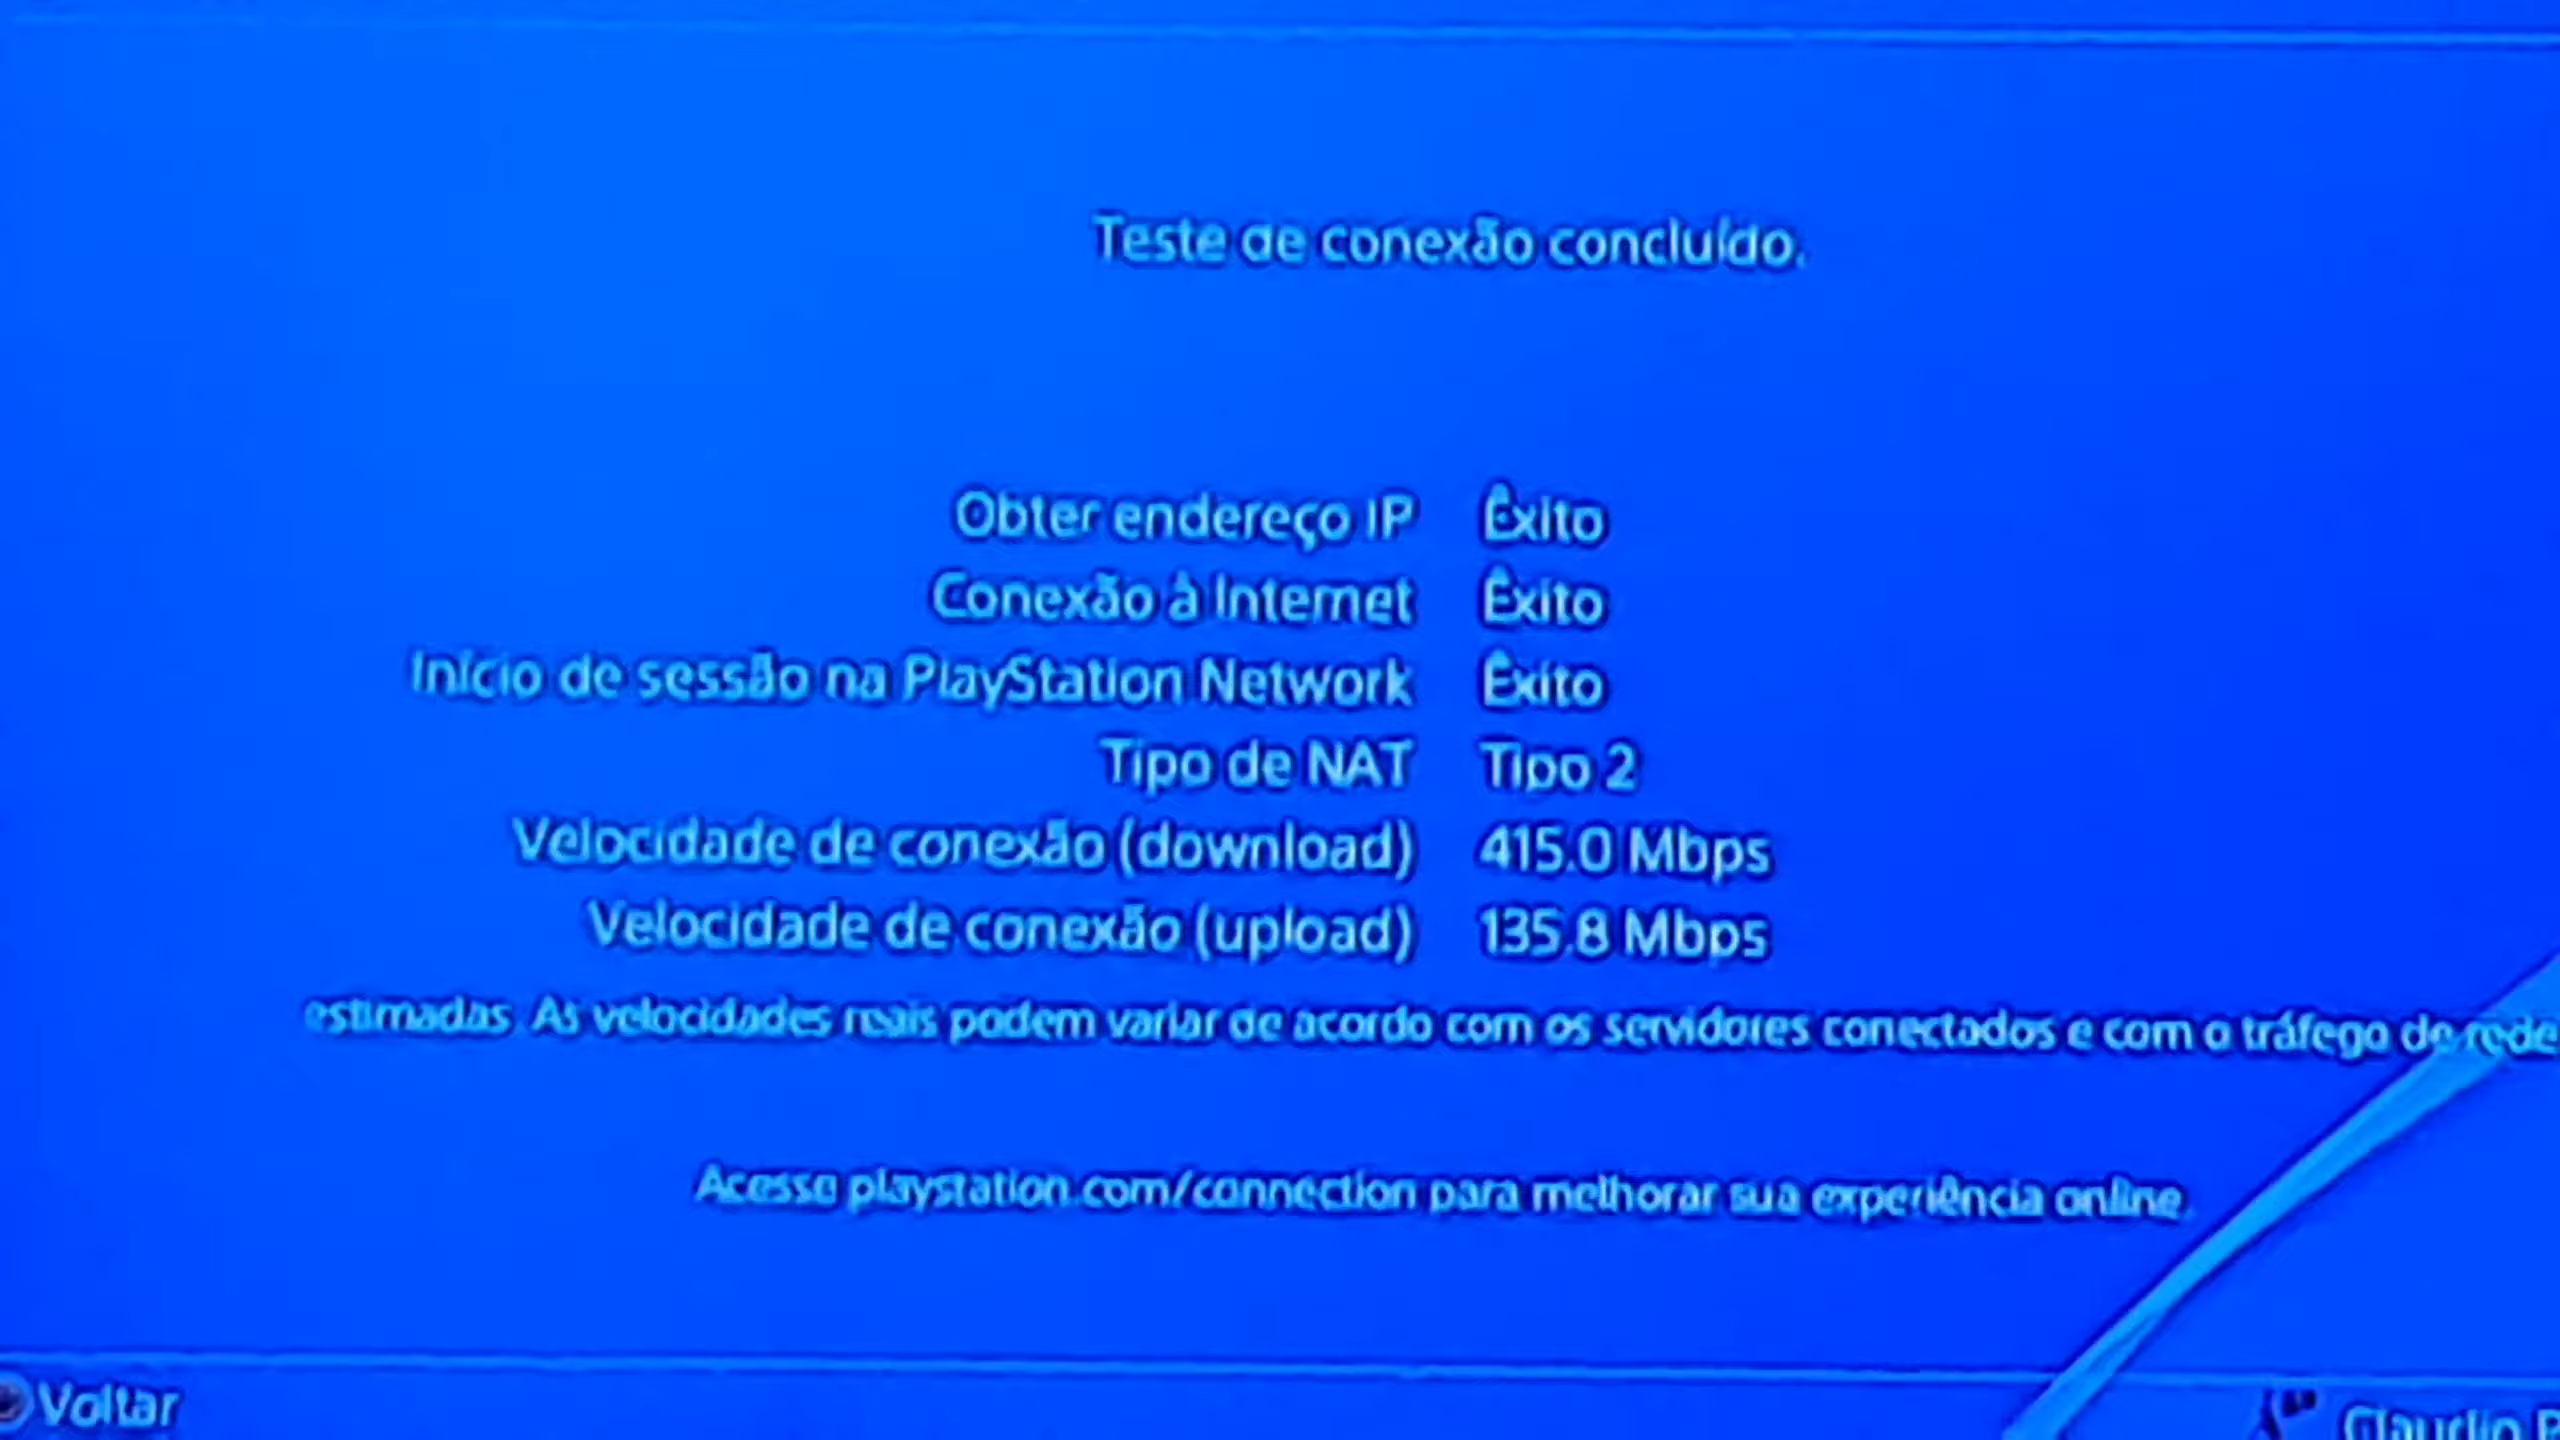 Teste de conexão concluído.
Obter endereço IP Êxito
Conexão à Internet Êxito
Início de sessão na PlayStation Network Êxito
Tipo de NAT Tipo 2
Velocidade de conexão (download) 415.0 Mbps
Velocidade de conexão (upload) 135.8 Mbps
estimadas. As velocidades reais podem variar de acordo com os servidores conectados e com o tráfego de rede
Acesse playstation.com/connection para melhorar sua experiência online.
Voltar
Claudio